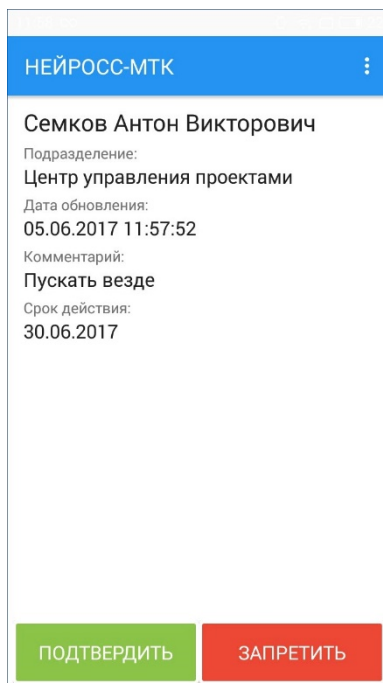 НЕЙРОСС-МТК
Семков Антон Викторович
Подразделение:
Центр управления проектами
Дата обновления:
05.06.2017 11:57:52
Комментарий:
Пускать везде
Срок действия:
30.06.2017
ПОДТВЕРДИТЬ
ЗАПРЕТИТЬ